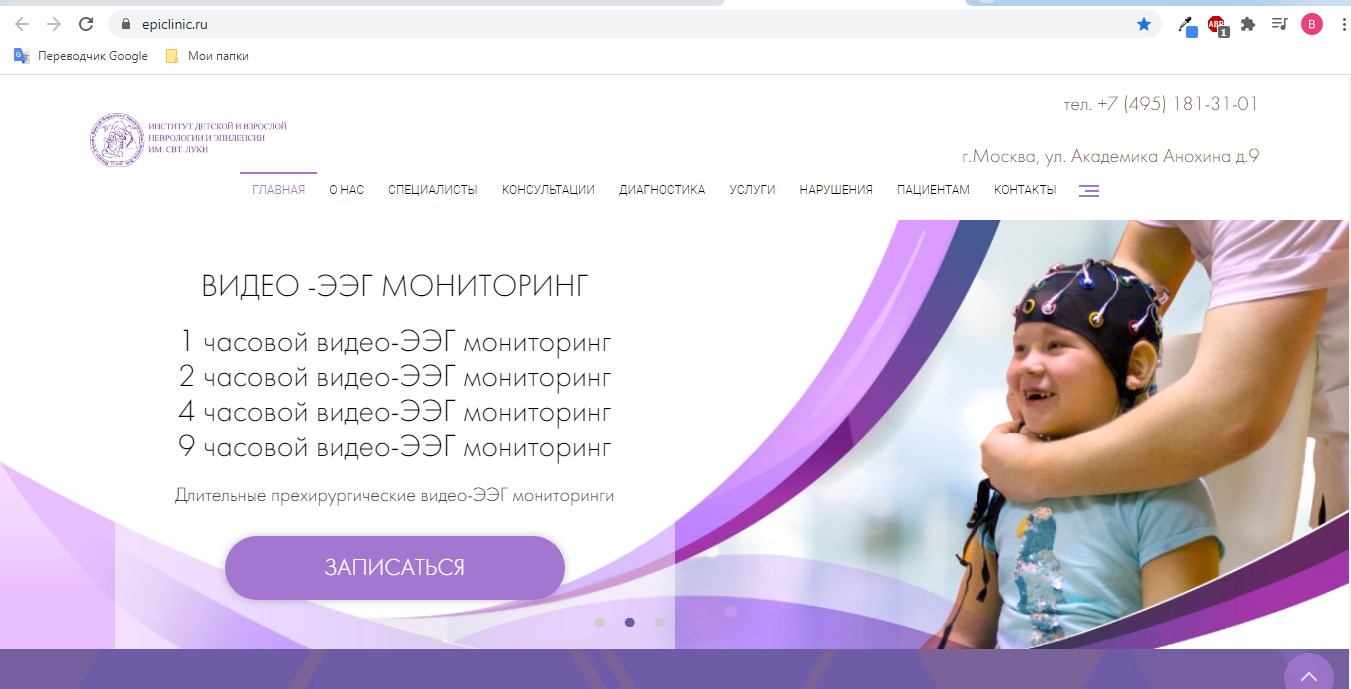 epiclinic.ru
ABP
1
B
Переводчик Google
Мои папки
тел. +7 (495) 181-31-01
ИНСТИТУТ ДЕТСКОЙ И ВЗРОСЛОЙ
НЕВРОЛОГИИ И ЭПИЛЕПСИИ
ИМ. СВТ. ЛУКИ
г.Москва, ул. Академика Анохина д.9
ГЛАВНАЯ О НАС СПЕЦИАЛИСТЫ КОНСУЛЬТАЦИИ ДИАГНОСТИКА УСЛУГИ НАРУШЕНИЯ ПАЦИЕНТАМ КОНТАКТЫ
ВИДЕО -ЭЭГ МОНИТОРИНГ
1 часовой видео-ЭЭГ мониторинг
2 часовой видео-ЭЭГ мониторинг
4 часовой видео-ЭЭГ мониторинг
9 часовой видео-ЭЭГ мониторинг
Длительные прехирургические видео-ЭЭГ мониторинги
ЗАПИСАТЬСЯ